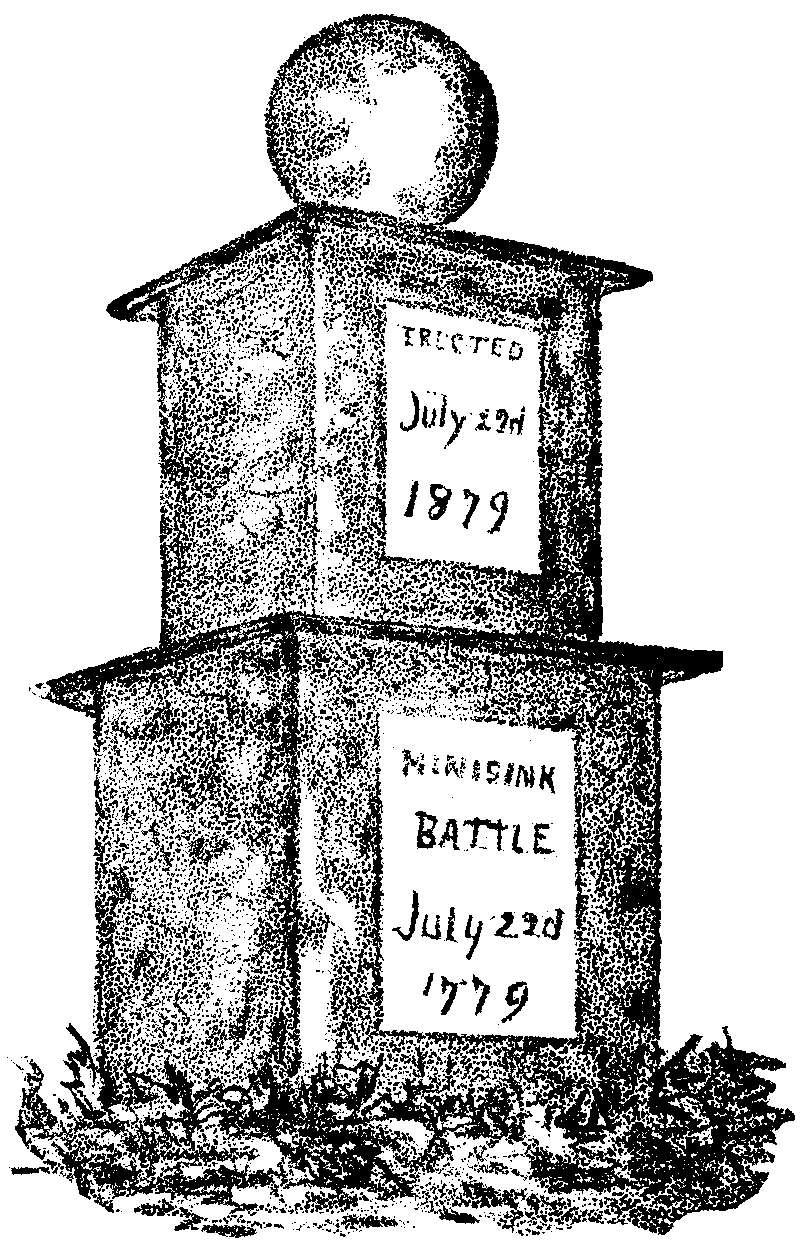 ERECTED
July 22d
1879
MINISINK
BATTLE
July 22d
1779